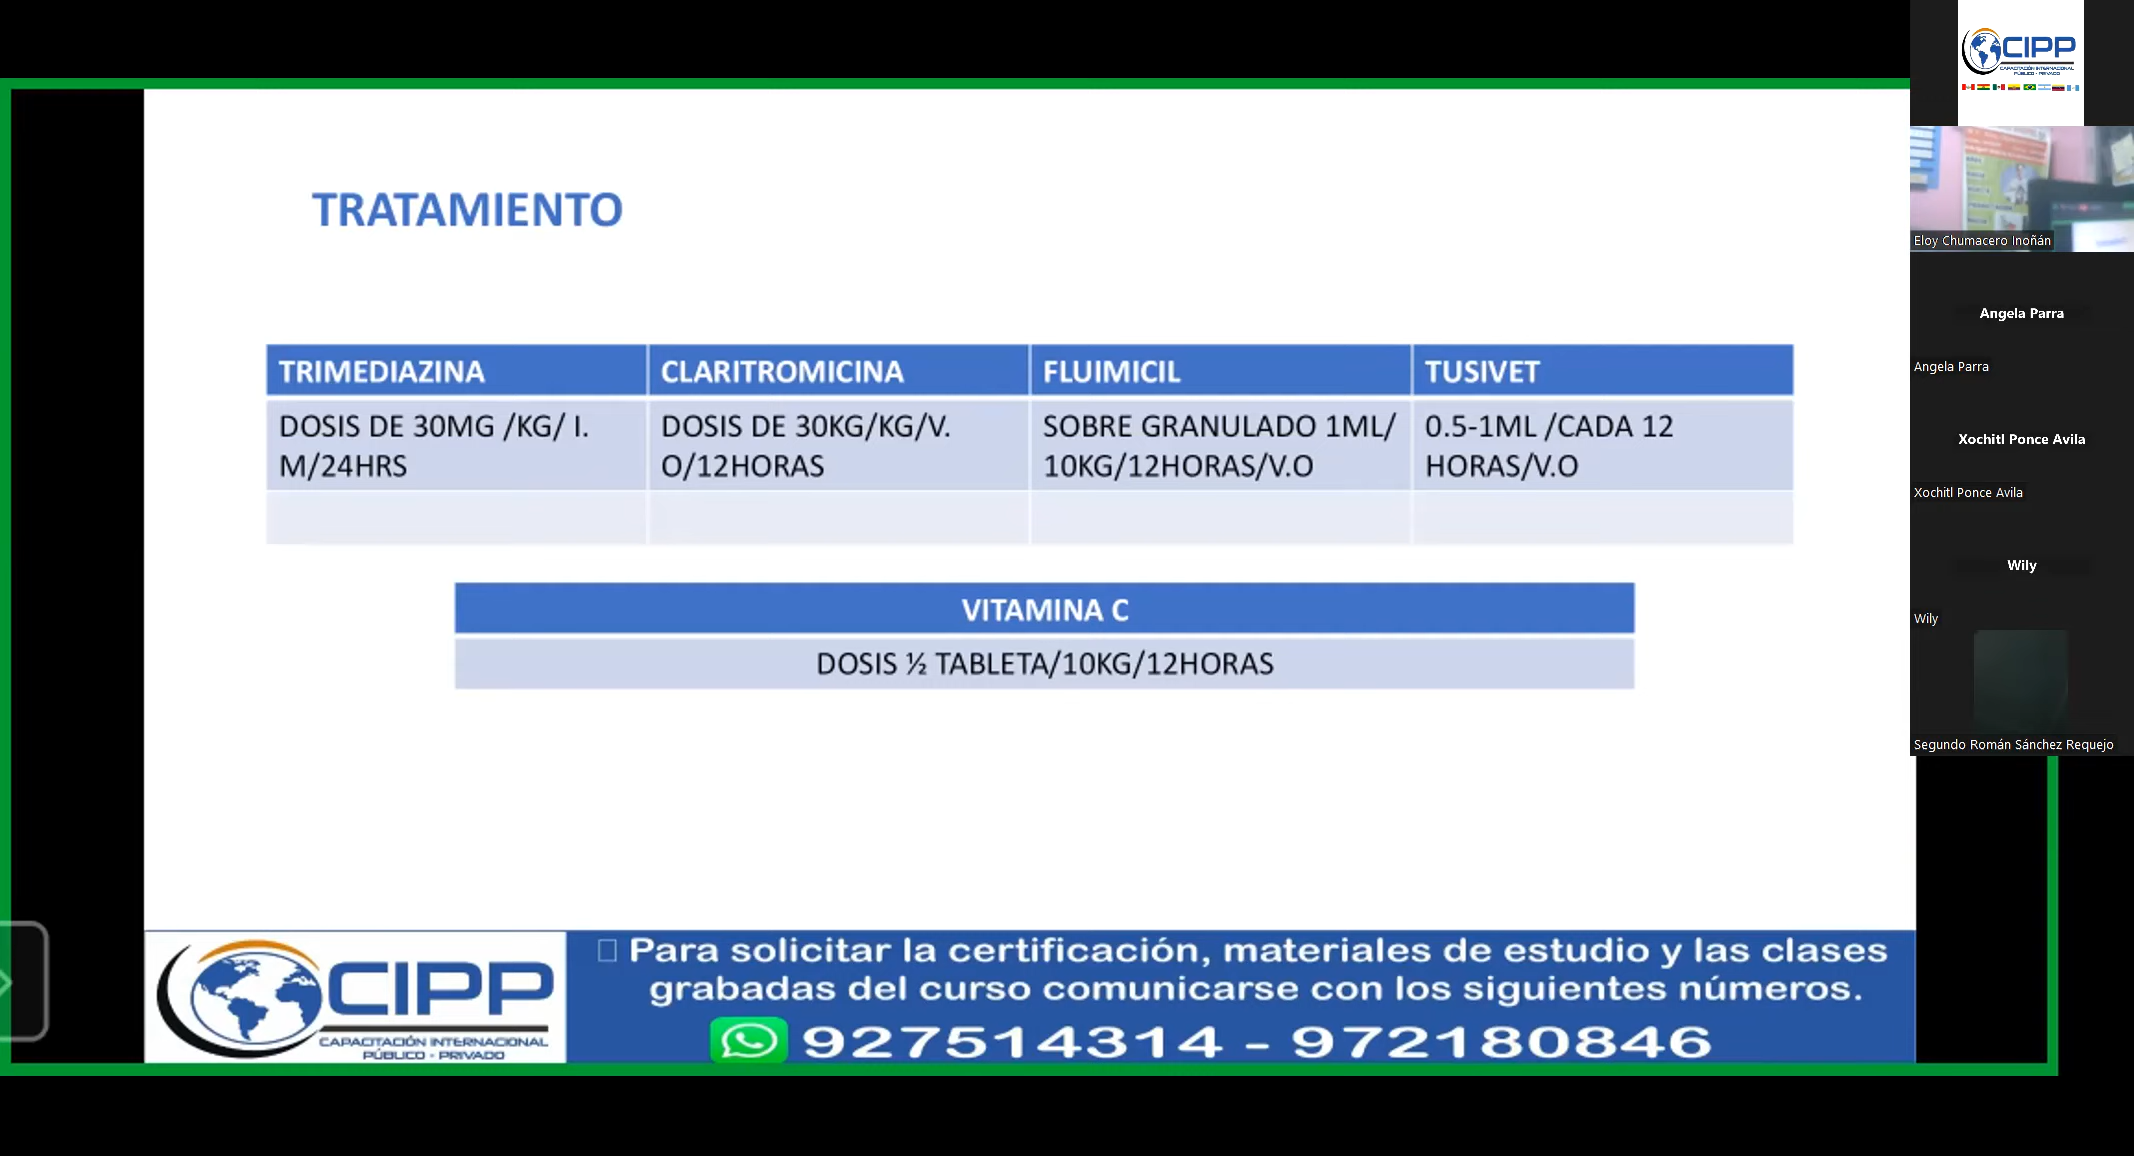 TRATAMIENTO
TRIMEDIAZINA
CLARITROMICINA
FLUIMICIL
TUSIVET
DOSIS DE 30MG /KG/ I.
M/24HRS
DOSIS DE 30KG/KG/V.
O/12HORAS
SOBRE GRANULADO 1ML/
10KG/12HORAS/V.O
0.5-1ML /CADA 12
HORAS/V.O
VITAMINA C
DOSIS ½ TABLETA/10KG/12HORAS
CIPP
CAPACITACIÓN INTERNACIONAL
PÚBLICO - PRIVADO
Para solicitar la certificación, materiales de estudio y las clases
grabadas del curso comunicarse con los siguientes números.
927514314 - 972180846
CIPP
CAPACITACIÓN INTERNACIONAL
PÚBLICO - PRIVADO
Eloy Chumacero Inoñán
Angela Parra
Angela Parra
Xochitl Ponce Avila
Xochitl Ponce Avila
Wily
Wily
Segundo Román Sánchez Requejo